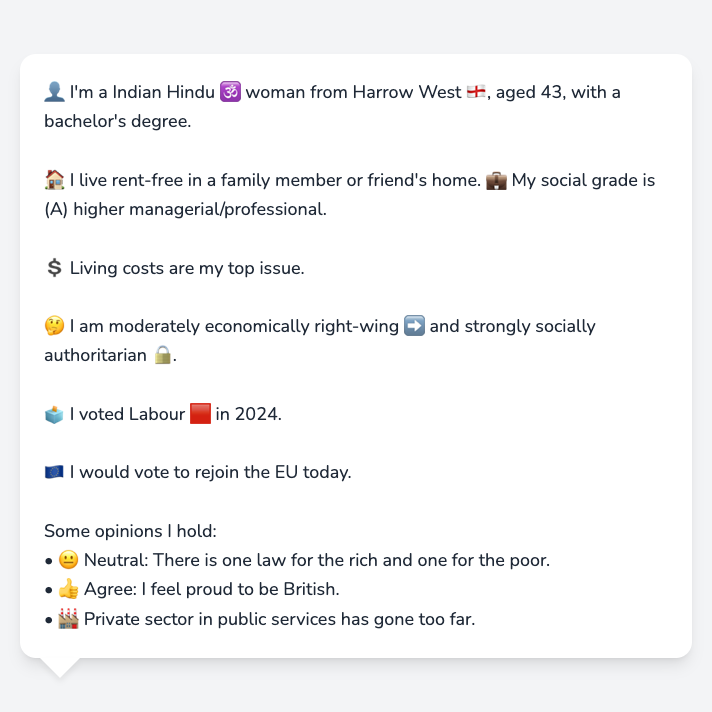 👤 I'm a Indian Hindu 🕉️ woman from Harrow West 🏴󠁧󠁢󠁥󠁮󠁧󠁿, aged 43, with a
bachelor's degree.
🏠 I live rent-free in a family member or friend's home. 💼 My social grade is
(A) higher managerial/professional.
💲 Living costs are my top issue.
🤔 I am moderately economically right-wing ➡️ and strongly socially
authoritarian 🔒.
🗳️ I voted Labour 🟥 in 2024.
🇪🇺 I would vote to rejoin the EU today.
Some opinions I hold:
• 😐 Neutral: There is one law for the rich and one for the poor.
• 👍 Agree: I feel proud to be British.
• 🏭 Private sector in public services has gone too far.